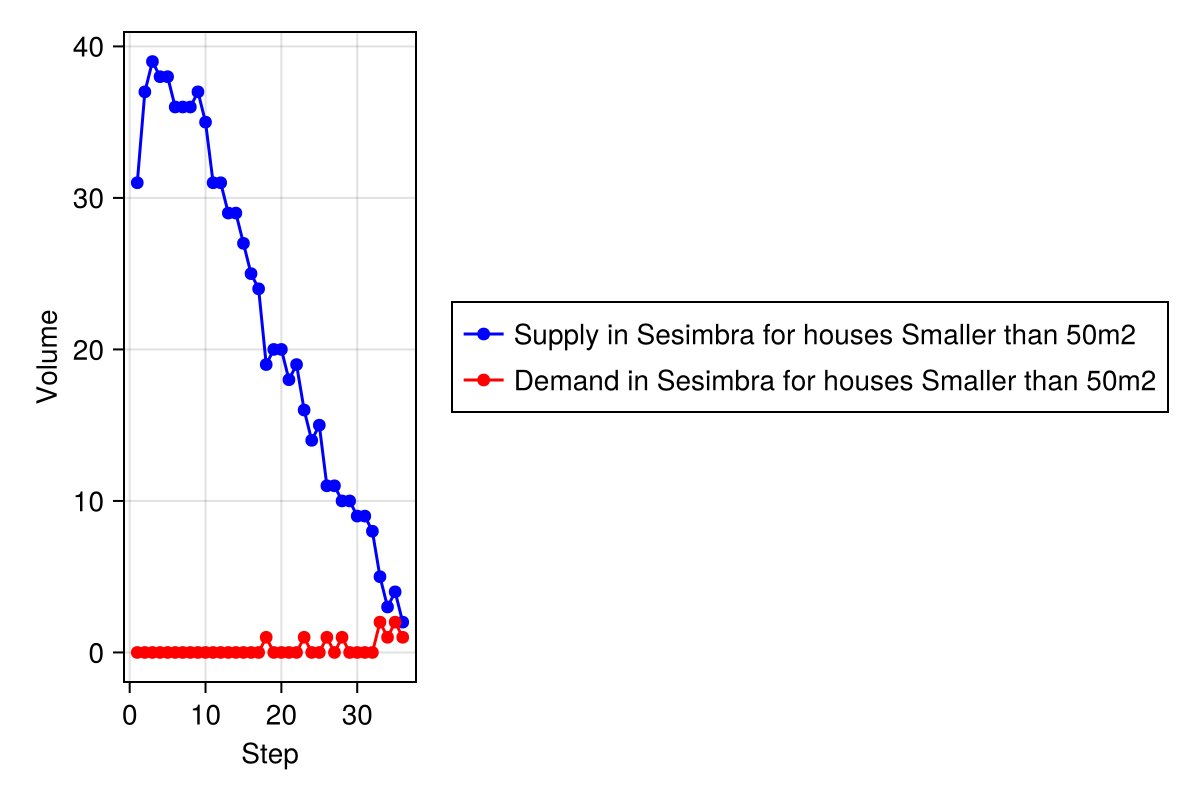 40
30
20
10
0
Volume
0 10 20 30
Step
Supply in Sesimbra for houses Smaller than 50m2
Demand in Sesimbra for houses Smaller than 50m2